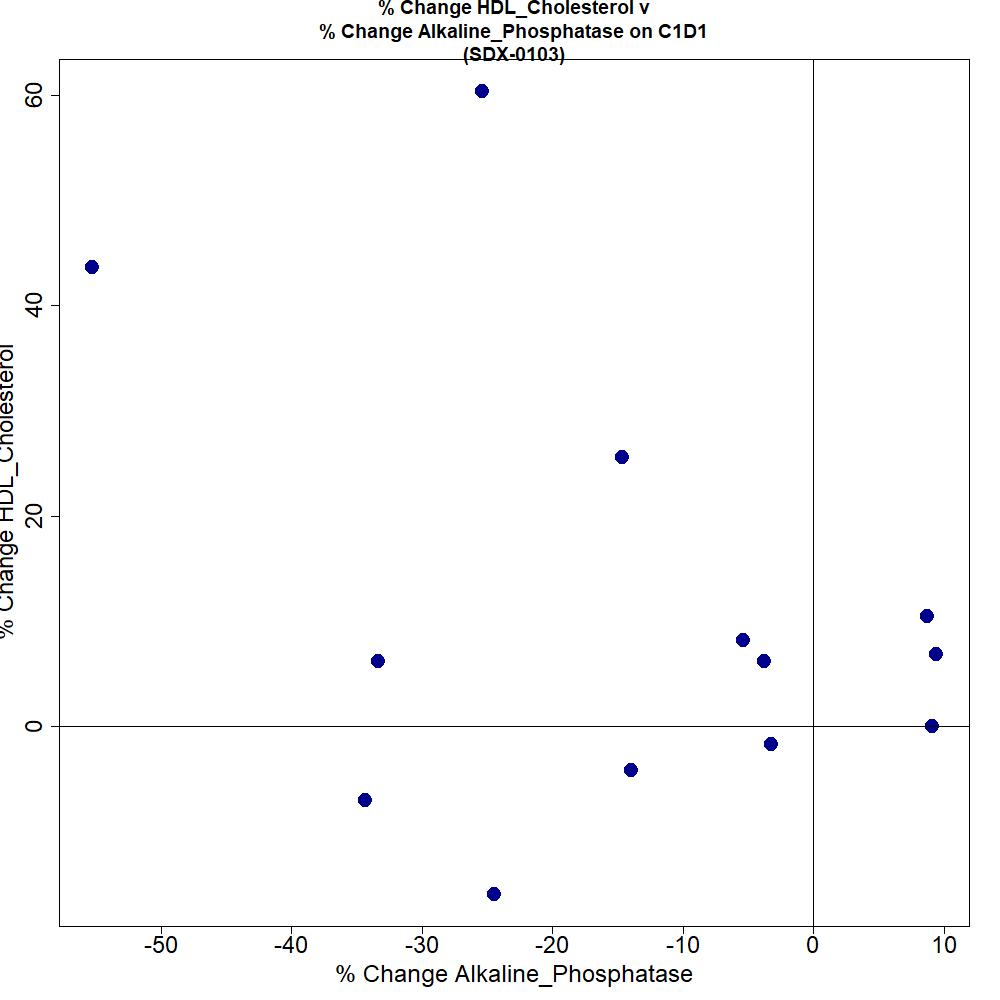 % Change HDL_Cholesterol v
% Change Alkaline_Phosphatase on C1D1
(SDX-0103)
% Change HDL_Cholesterol
60
40
20
0
-50 -40 -30 -20 -10 0 10
% Change Alkaline_Phosphatase